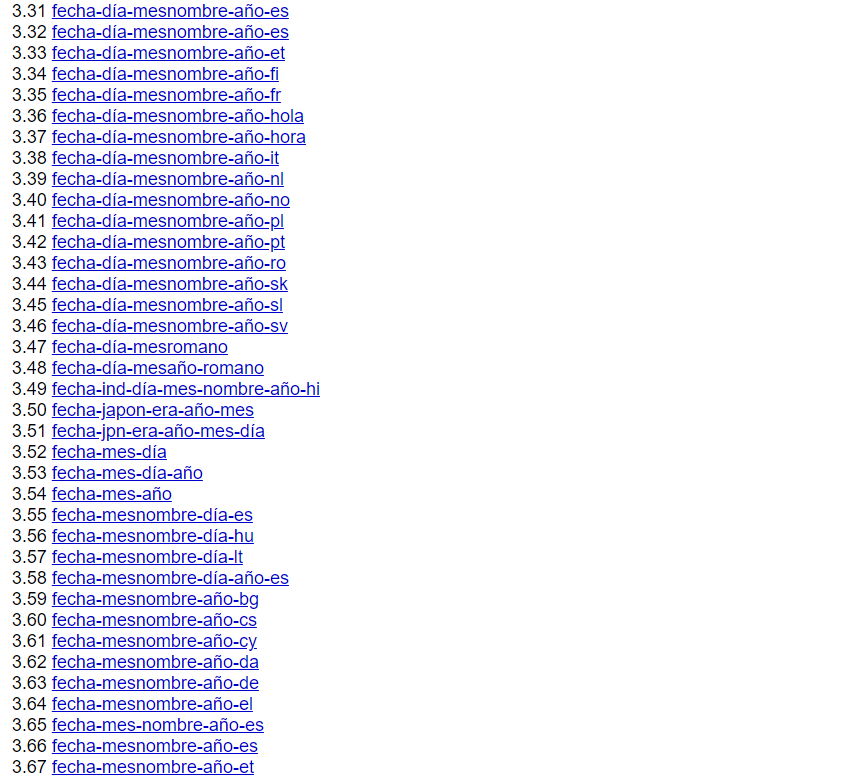 3.31 fecha-día-mesnombre-año-es
3.32 fecha-día-mesnombre-año-es
3.33 fecha-día-mesnombre-año-et
3.34 fecha-día-mesnombre-año-fi
3.35 fecha-día-mesnombre-año-fr
3.36 fecha-día-mesnombre-año-hola
3.37 fecha-día-mesnombre-año-hora
3.38 fecha-día-mesnombre-año-it
3.39 fecha-día-mesnombre-año-nl
3.40 fecha-día-mesnombre-año-no
3.41 fecha-día-mesnombre-año-pl
3.42 fecha-día-mesnombre-año-pt
3.43 fecha-día-mesnombre-año-ro
3.44 fecha-día-mesnombre-año-sk
3.45 fecha-día-mesnombre-año-sl
3.46 fecha-día-mesnombre-año-sv
3.47 fecha-día-mesromano
3.48 fecha-día-mesaño-romano
3.49 fecha-ind-día-mes-nombre-año-hi
3.50 fecha-japon-era-año-mes
3.51 fecha-jpn-era-año-mes-día
3.52 fecha-mes-día
3.53 fecha-mes-día-año
3.54 fecha-mes-año
3.55 fecha-mesnombre-día-es
3.56 fecha-mesnombre-día-hu
3.57 fecha-mesnombre-día-lt
3.58 fecha-mesnombre-día-año-es
3.59 fecha-mesnombre-año-bg
3.60 fecha-mesnombre-año-cs
3.61 fecha-mesnombre-año-cy
3.62 fecha-mesnombre-año-da
3.63 fecha-mesnombre-año-de
3.64 fecha-mesnombre-año-el
3.65 fecha-mes-nombre-año-es
3.66 fecha-mesnombre-año-es
3.67 fecha-mesnombre-año-et